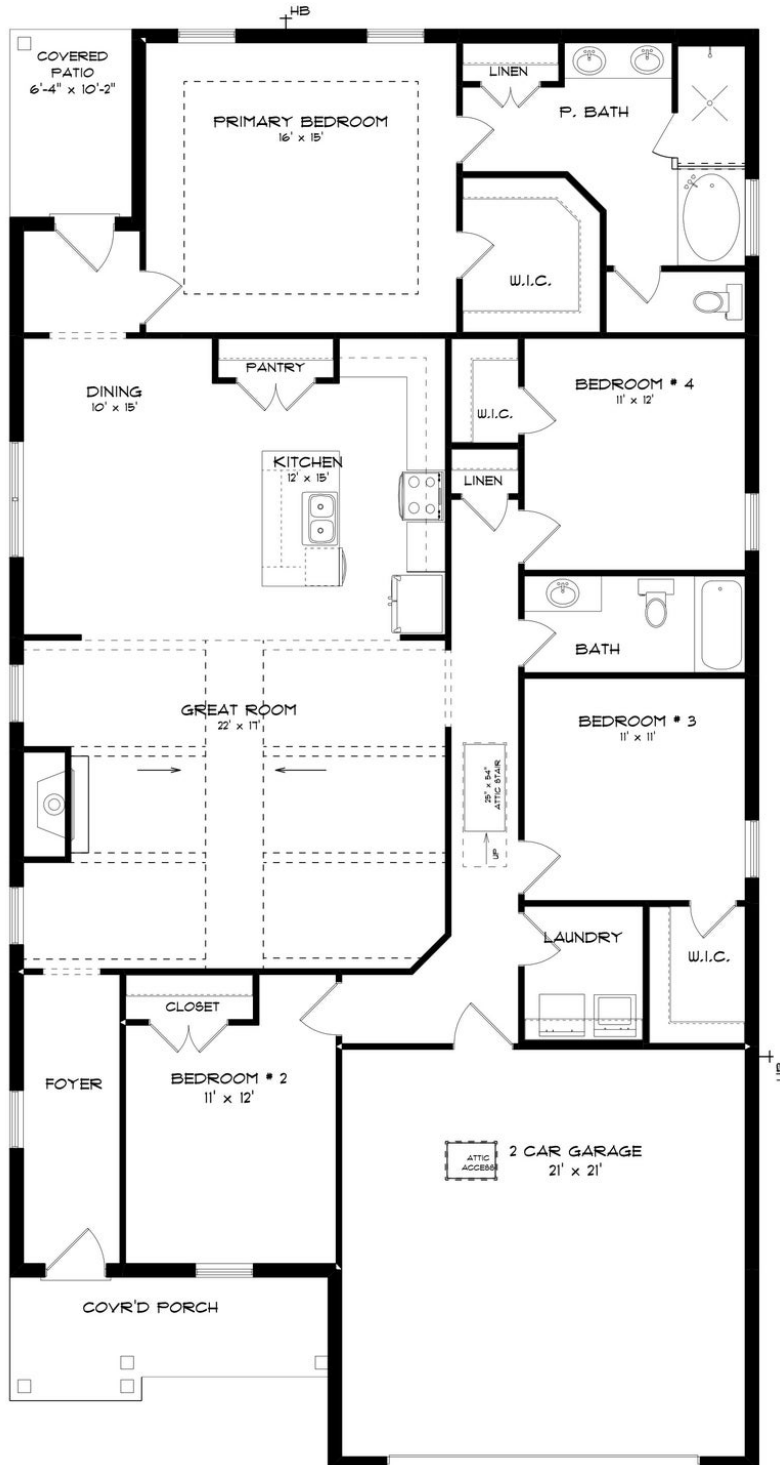 HB
COVERED
PATIO
6'-4" x 10'-2"
LINEN
P. BATH
PRIMARY BEDROOM
16' x 15'
W.I.C.
DINING
10' x 15'
PANTRY
KITCHEN
12' x 15'
W.I.C.
BEDROOM # 4
11' x 12'
LINEN
BATH
GREAT ROOM
22' x 17'
BEDROOM # 3
11' x 11'
25" x 54"
ATTIC STAIR
UP
LAUNDRY
W.I.C.
CLOSET
FOYER
BEDROOM # 2
11' x 12'
HB
2 CAR GARAGE
21' x 21'
ATTIC
ACCESS
COVR'D PORCH